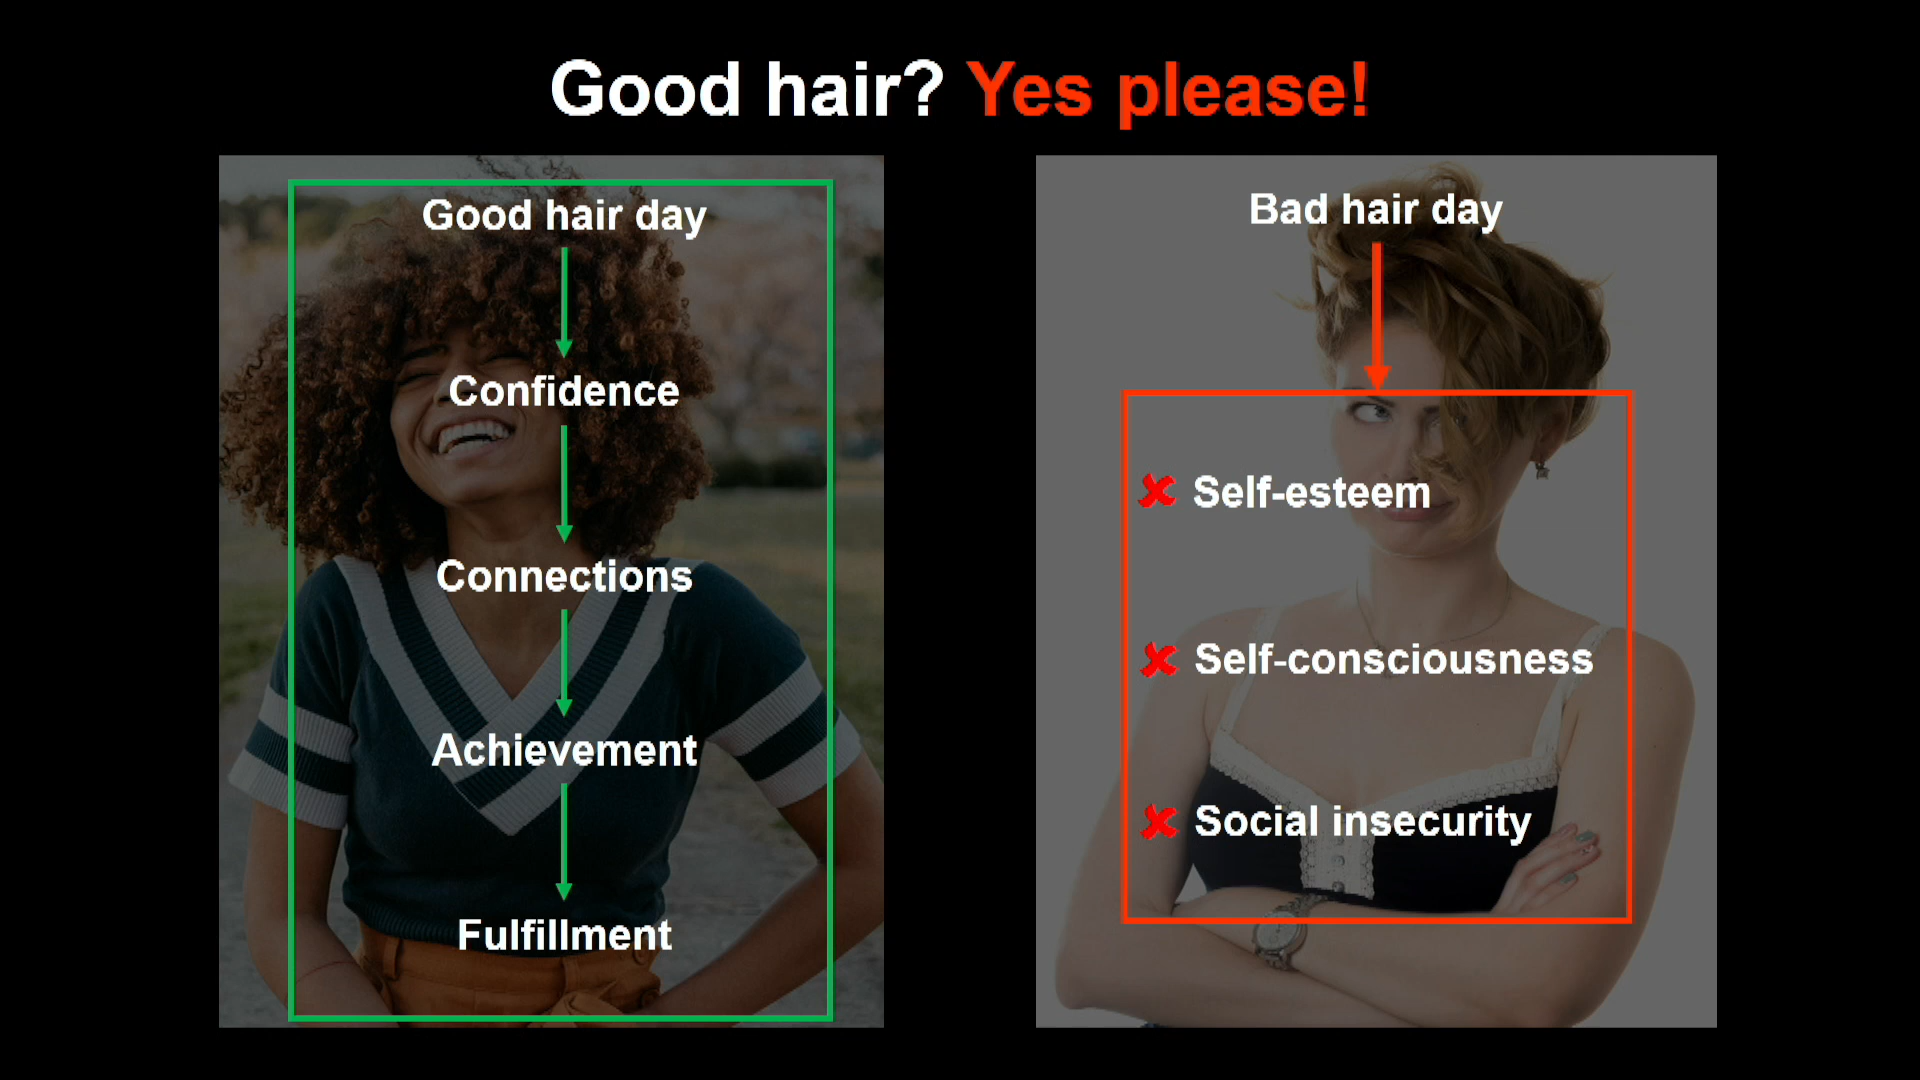 Good hair? Yes please!
Good hair day
Confidence
Connections
Achievement
Fulfillment
Bad hair day
✘ Self-esteem
✘ Self-consciousness
✘ Social insecurity